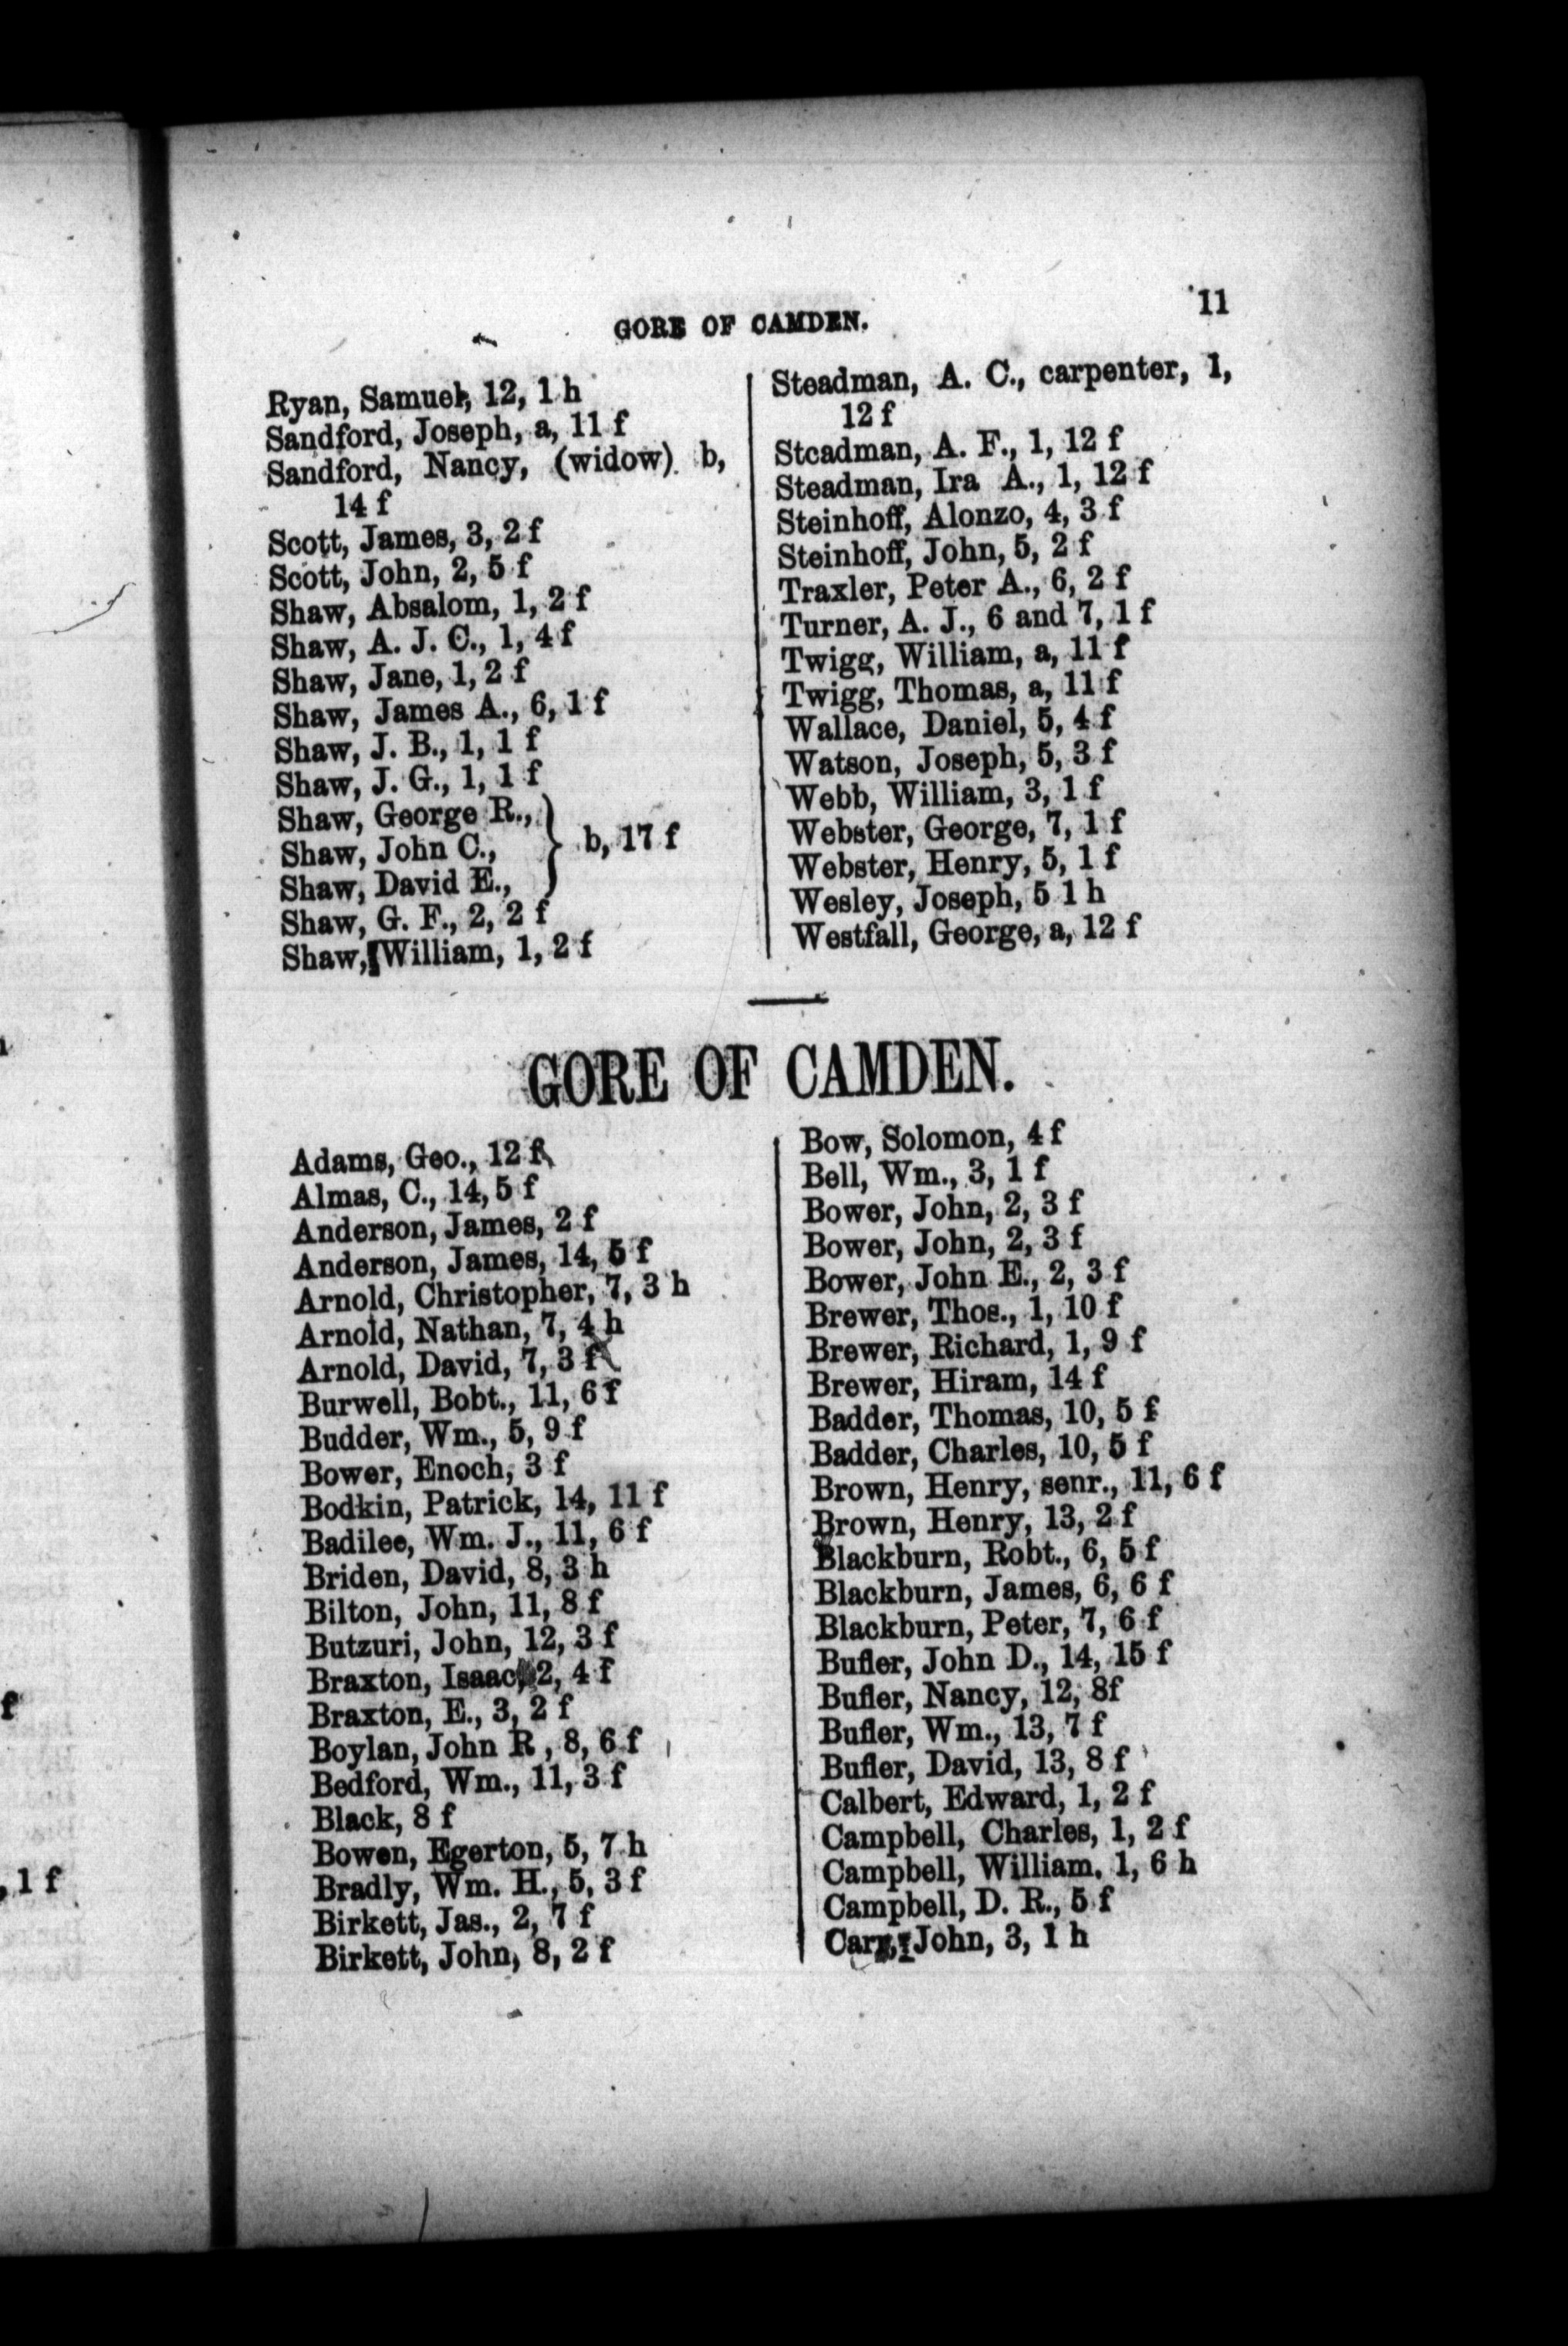 GORE OF CAMDEN.
11
Ryan, Samuel, 12, 1 h
Sandford, Joseph, a, 11 f
Sandford, Nancy, (widow) b,
14 f
Scott, James, 3, 2 f
Scott, John, 2, 5 f
Shaw, Absalom, 1, 2 f
Shaw, A. J. C., 1, 4 f
Shaw, Jane, 1, 2 f
Shaw, James A., 6, 1 f
Shaw, J. B., 1, 1 f
Shaw, J. G., 1, 1 f
Shaw, George R.,
Shaw, John C., } b, 17 f
Shaw, David E.,
Shaw, G. F., 2, 2 f
Shaw, William, 1, 2 f
Steadman, A. C., carpenter, 1,
12 f
Stcadman, A. F., 1, 12 f
Steadman, Ira A., 1, 12 f
Steinhoff, Alonzo, 4, 3 f
Steinhoff, John, 5, 2 f
Traxler, Peter A., 6, 2 f
Turner, A. J., 6 and 7, 1 f
Twigg, William, a, 11 f
Twigg, Thomas, a, 11 f
Wallace, Daniel, 5, 4 f
Watson, Joseph, 5, 3 f
Webb, William, 3, 1 f
Webster, George, 7, 1 f
Webster, Henry, 5, 1 f
Wesley, Joseph, 5 1 h
Westfall, George, a, 12 f
GORE OF CAMDEN.
Adams, Geo., 12 f
Almas, C., 14, 5 f
Anderson, James, 2 f
Anderson, James, 14, 5 f
Arnold, Christopher, 7, 3 h
Arnold, Nathan, 7, 4 h
Arnold, David, 7, 3 f
Burwell, Bobt., 11, 6 f
Budder, Wm., 5, 9 f
Bower, Enoch, 3 f
Bodkin, Patrick, 14, 11 f
Badilee, Wm. J., 11, 6 f
Briden, David, 8, 3 h
Bilton, John, 11, 8 f
Butzuri, John, 12, 3 f
Braxton, Isaac, 2, 4 f
Braxton, E., 3, 2 f
Boylan, John R , 8, 6 f
Bedford, Wm., 11, 3 f
Black, 8 f
Bowen, Egerton, 5, 7 h
Bradly, Wm. H., 5, 3 f
Birkett, Jas., 2, 7 f
Birkett, John, 8, 2 f
Bow, Solomon, 4 f
Bell, Wm., 3, 1 f
Bower, John, 2, 3 f
Bower, John, 2, 3 f
Bower, John E., 2, 3 f
Brewer, Thos., 1, 10 f
Brewer, Richard, 1, 9 f
Brewer, Hiram, 14 f
Badder, Thomas, 10, 5 f
Badder, Charles, 10, 5 f
Brown, Henry, senr., 11, 6 f
Brown, Henry, 13, 2 f
Blackburn, Robt., 6, 5 f
Blackburn, James, 6, 6 f
Blackburn, Peter, 7, 6 f
Bufler, John D., 14, 15 f
Bufler, Nancy, 12, 8f
Bufler, Wm., 13, 7 f
Bufler, David, 13, 8 f
Calbert, Edward, 1, 2 f
Campbell, Charles, 1, 2 f
Campbell, William. 1, 6 h
Campbell, D. R., 5 f
John, 3, 1 h
f
, 1 f